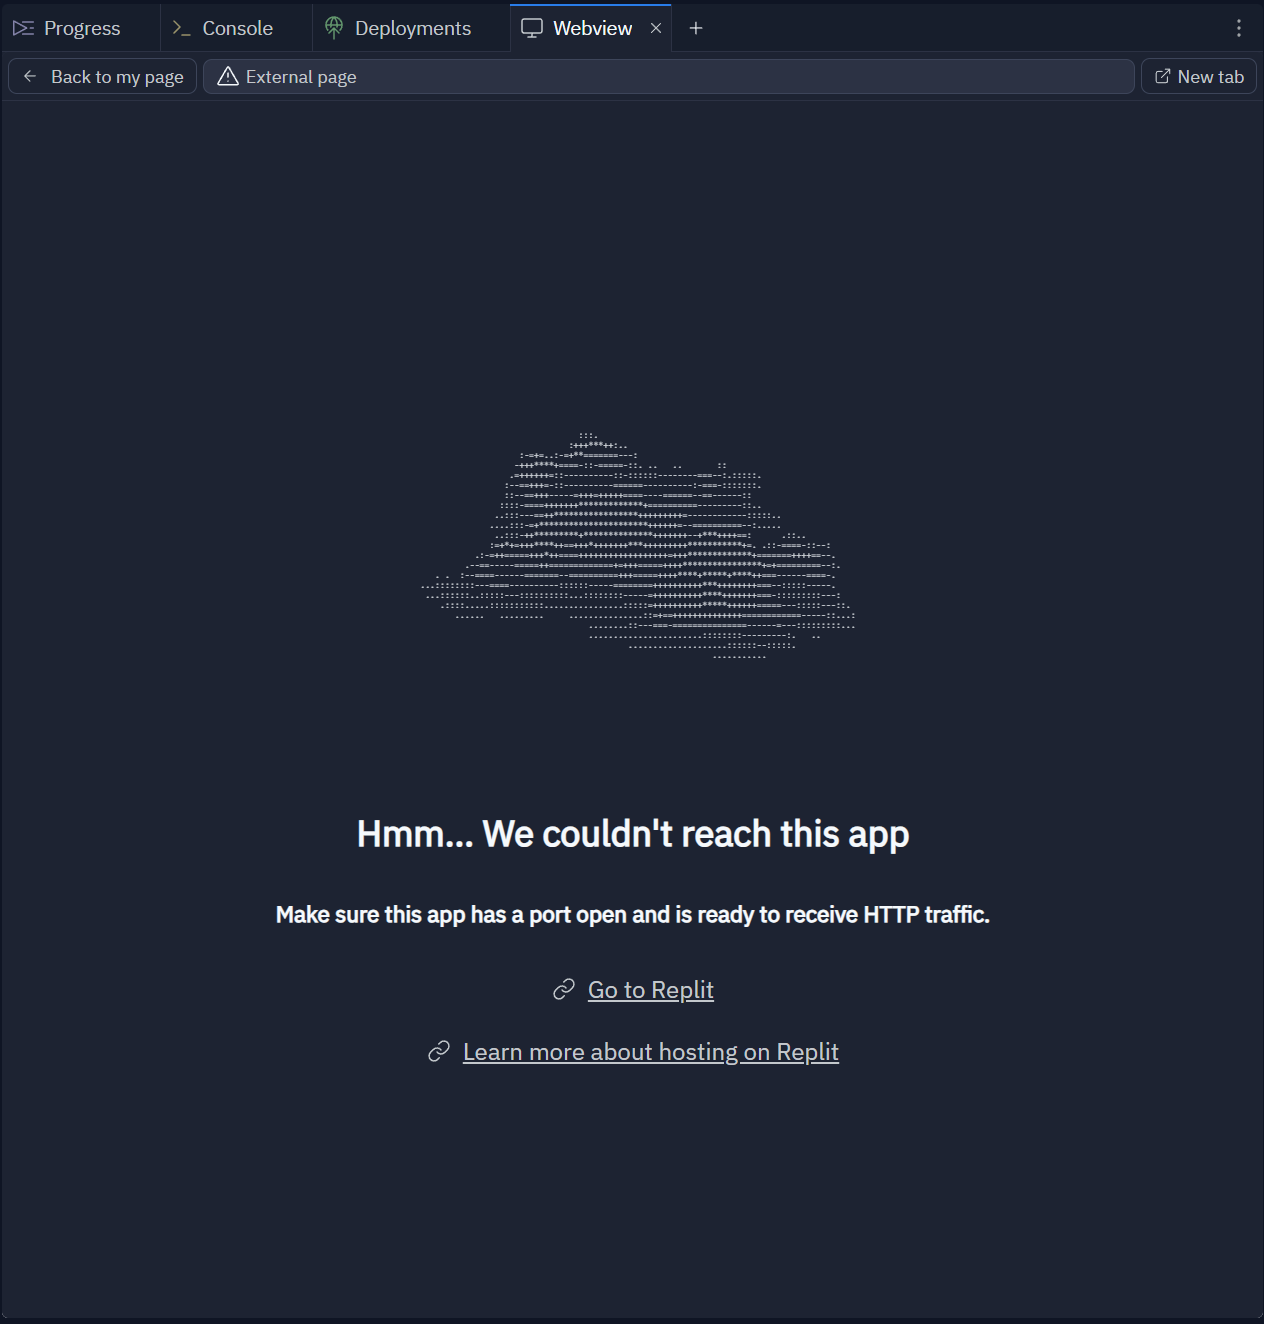 Progress
Console
Deployments
Webview
Back to my page
External page
New tab
Hmm... We couldn't reach this app
Make sure this app has a port open and is ready to receive HTTP traffic.
Go to Replit
Learn more about hosting on Replit